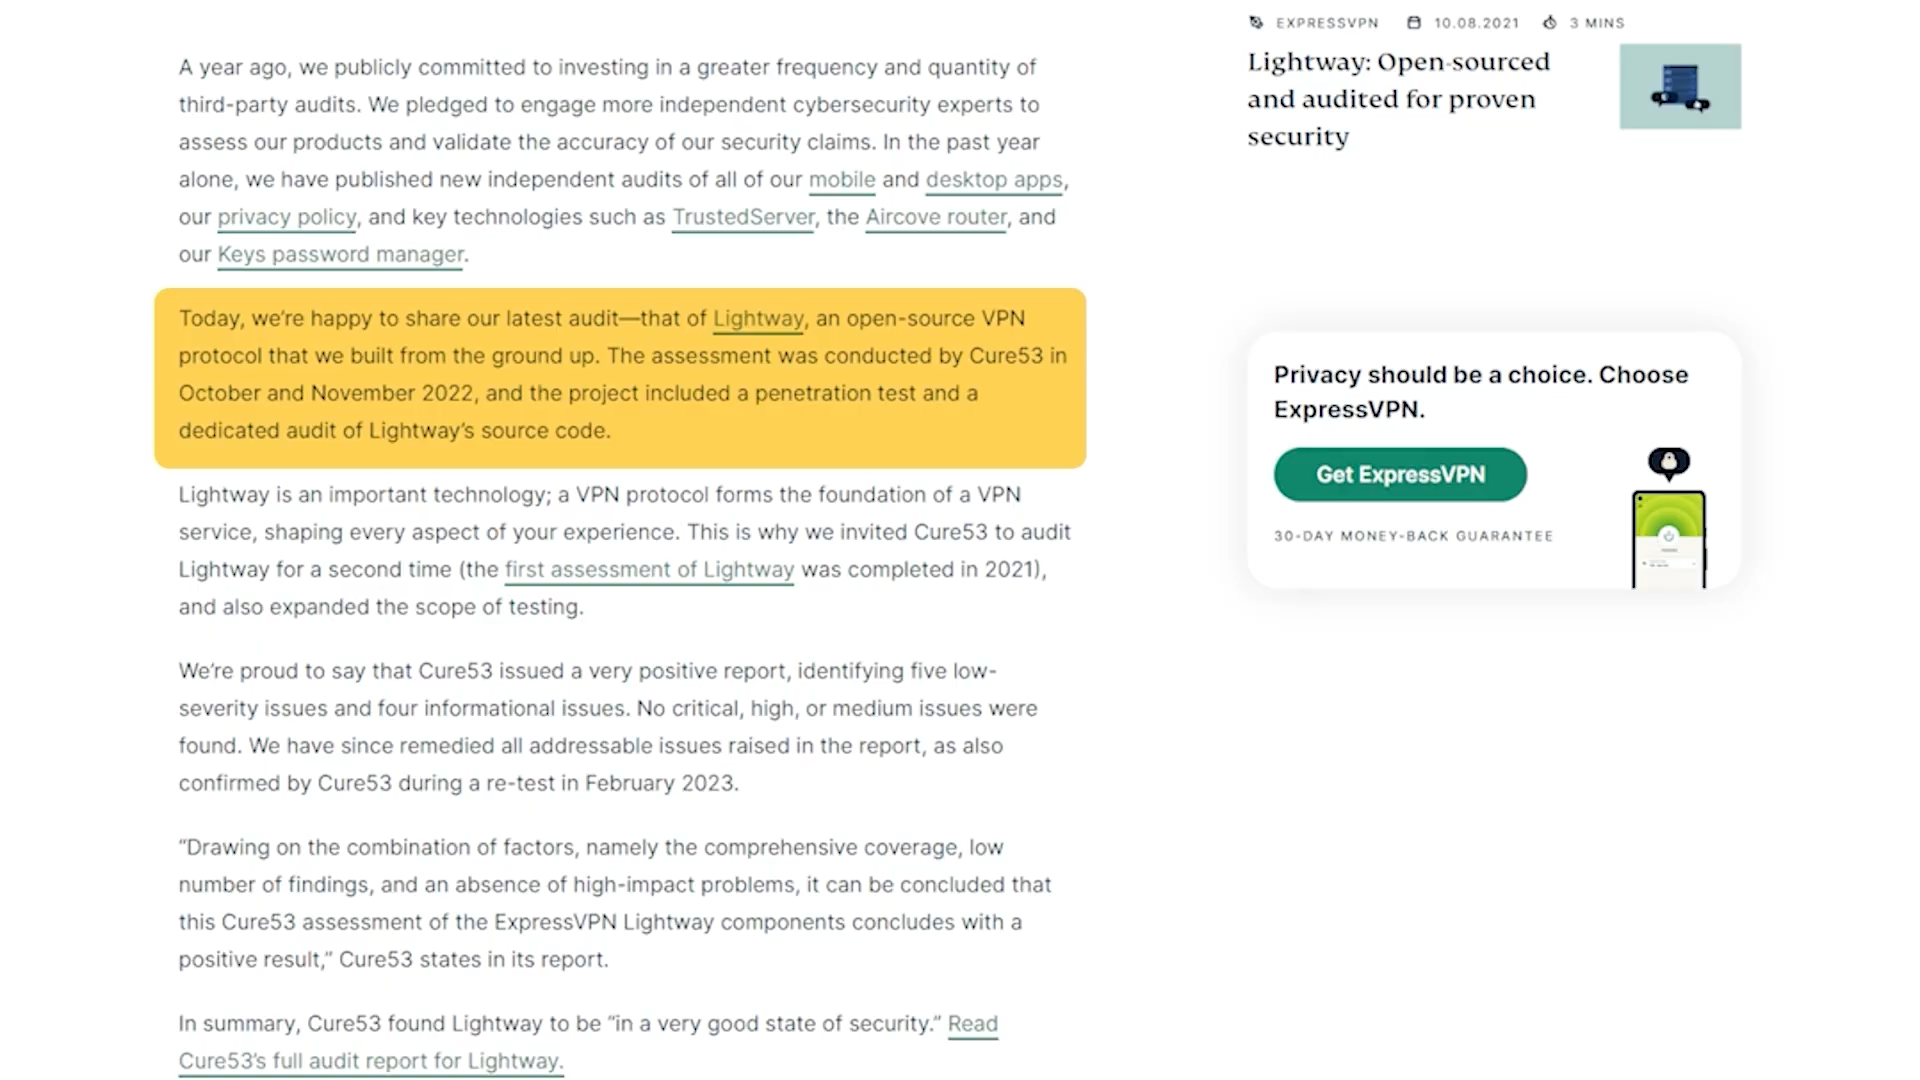 A year ago, we publicly committed to investing in a greater frequency and quantity of
third-party audits. We pledged to engage more independent cybersecurity experts to
assess our products and validate the accuracy of our security claims. In the past year
alone, we have published new independent audits of all of our mobile and desktop apps,
our privacy policy, and key technologies such as TrustedServer, the Aircove router, and
our Keys password manager.
Today, we’re happy to share our latest audit—that of Lightway, an open-source VPN
protocol that we built from the ground up. The assessment was conducted by Cure53 in
October and November 2022, and the project included a penetration test and a
dedicated audit of Lightway’s source code.
Lightway is an important technology; a VPN protocol forms the foundation of a VPN
service, shaping every aspect of your experience. This is why we invited Cure53 to audit
Lightway for a second time (the first assessment of Lightway was completed in 2021),
and also expanded the scope of testing.
We’re proud to say that Cure53 issued a very positive report, identifying five low-
severity issues and four informational issues. No critical, high, or medium issues were
found. We have since remedied all addressable issues raised in the report, as also
confirmed by Cure53 during a re-test in February 2023.
“Drawing on the combination of factors, namely the comprehensive coverage, low
number of findings, and an absence of high-impact problems, it can be concluded that
this Cure53 assessment of the ExpressVPN Lightway components concludes with a
positive result,” Cure53 states in its report.
In summary, Cure53 found Lightway to be “in a very good state of security.” Read
Cure53’s full audit report for Lightway.
EXPRESSVPN 10.08.2021 3 MINS
Lightway: Open-sourced
and audited for proven
security
Privacy should be a choice. Choose
ExpressVPN.
Get ExpressVPN
30-DAY MONEY-BACK GUARANTEE